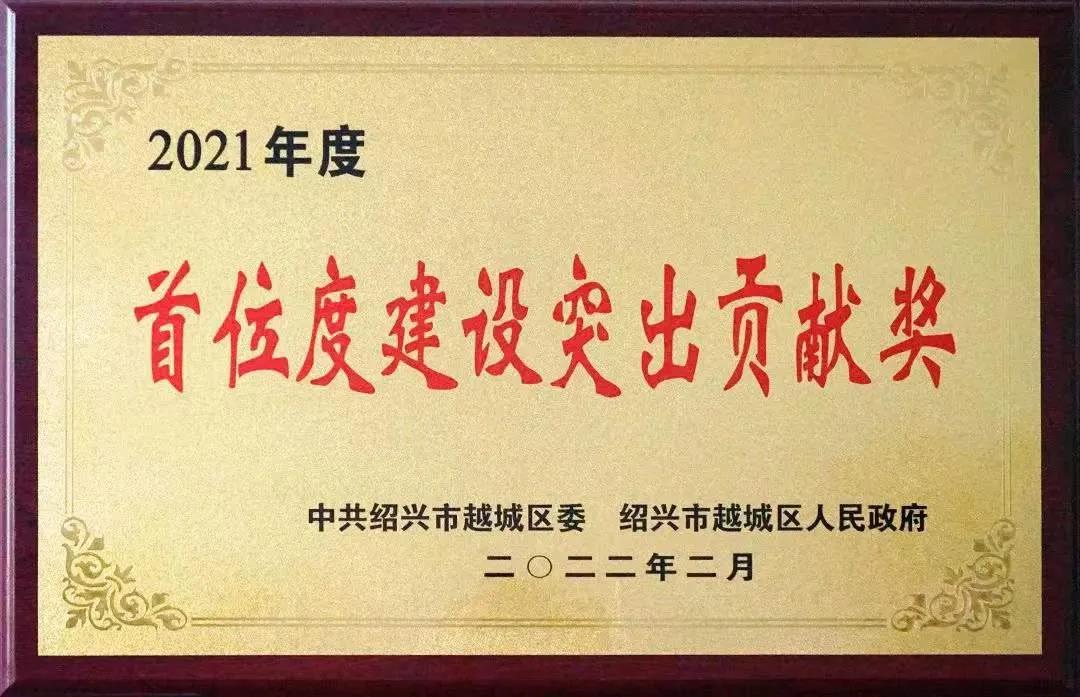 2021年度
首位度建设突出贡献奖
中共绍兴市越城区委 绍兴市越城区人民政府
二〇二二年二月